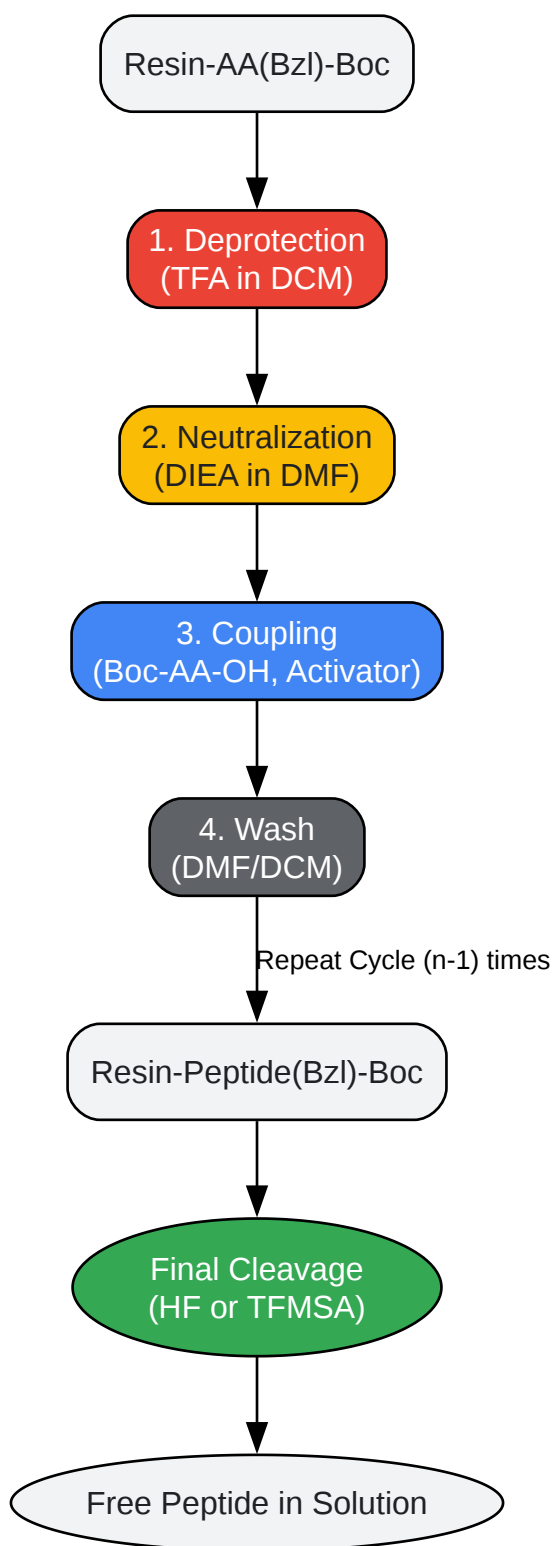 Resin-AA(Bzl)-Boc
1. Deprotection
(TFA in DCM)
2. Neutralization
(DIEA in DMF)
3. Coupling
(Boc-AA-OH, Activator)
4. Wash
(DMF/DCM)
Repeat Cycle (n-1) times
Resin-Peptide(Bzl)-Boc
Final Cleavage
(HF or TFMSA)
Free Peptide in Solution